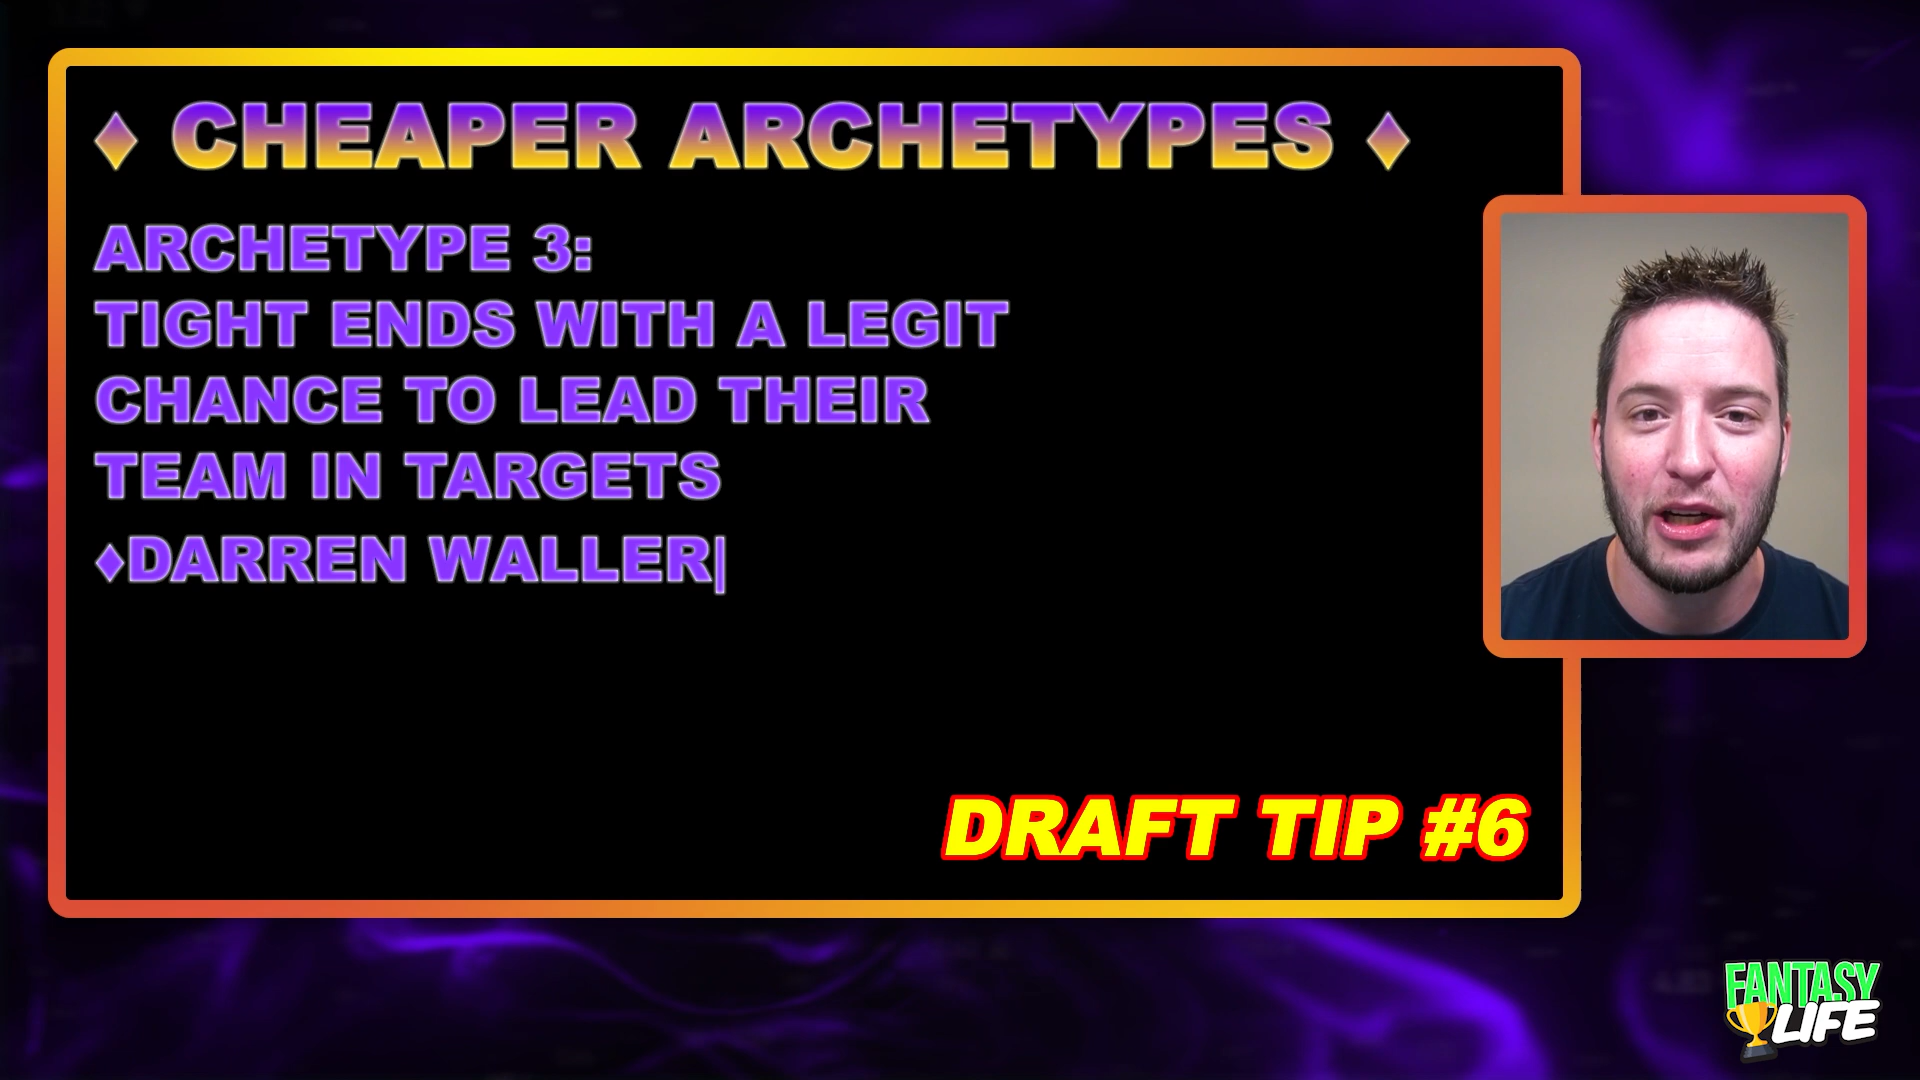 ♦ CHEAPER ARCHETYPES ♦
ARCHETYPE 3:
TIGHT ENDS WITH A LEGIT
CHANCE TO LEAD THEIR
TEAM IN TARGETS
♦DARREN WALLER|
DRAFT TIP #6
FANTASY
LIFE